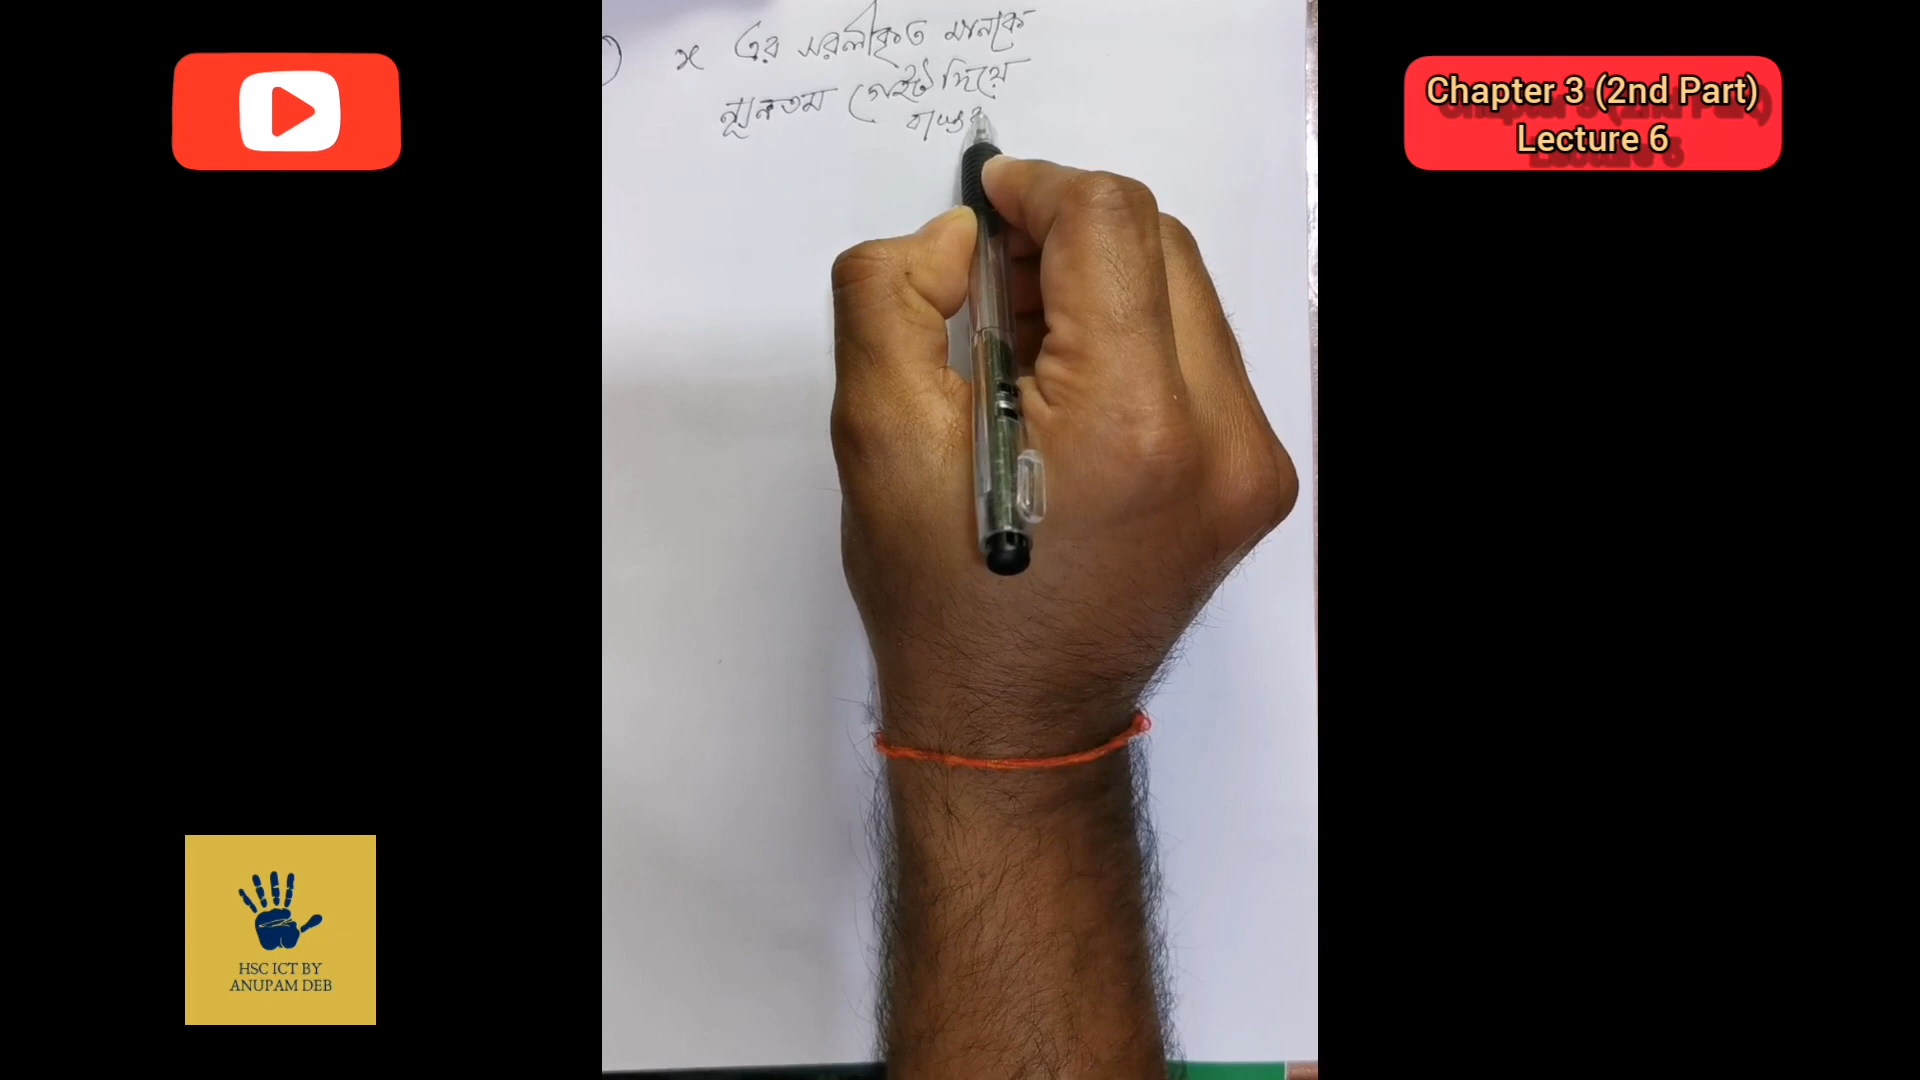 x এর সরলীকৃত মানকে
ন্যূনতম গেইট দিয়ে
Chapter 3 (2nd Part)
Lecture 6
HSC ICT BY
ANUPAM DEB